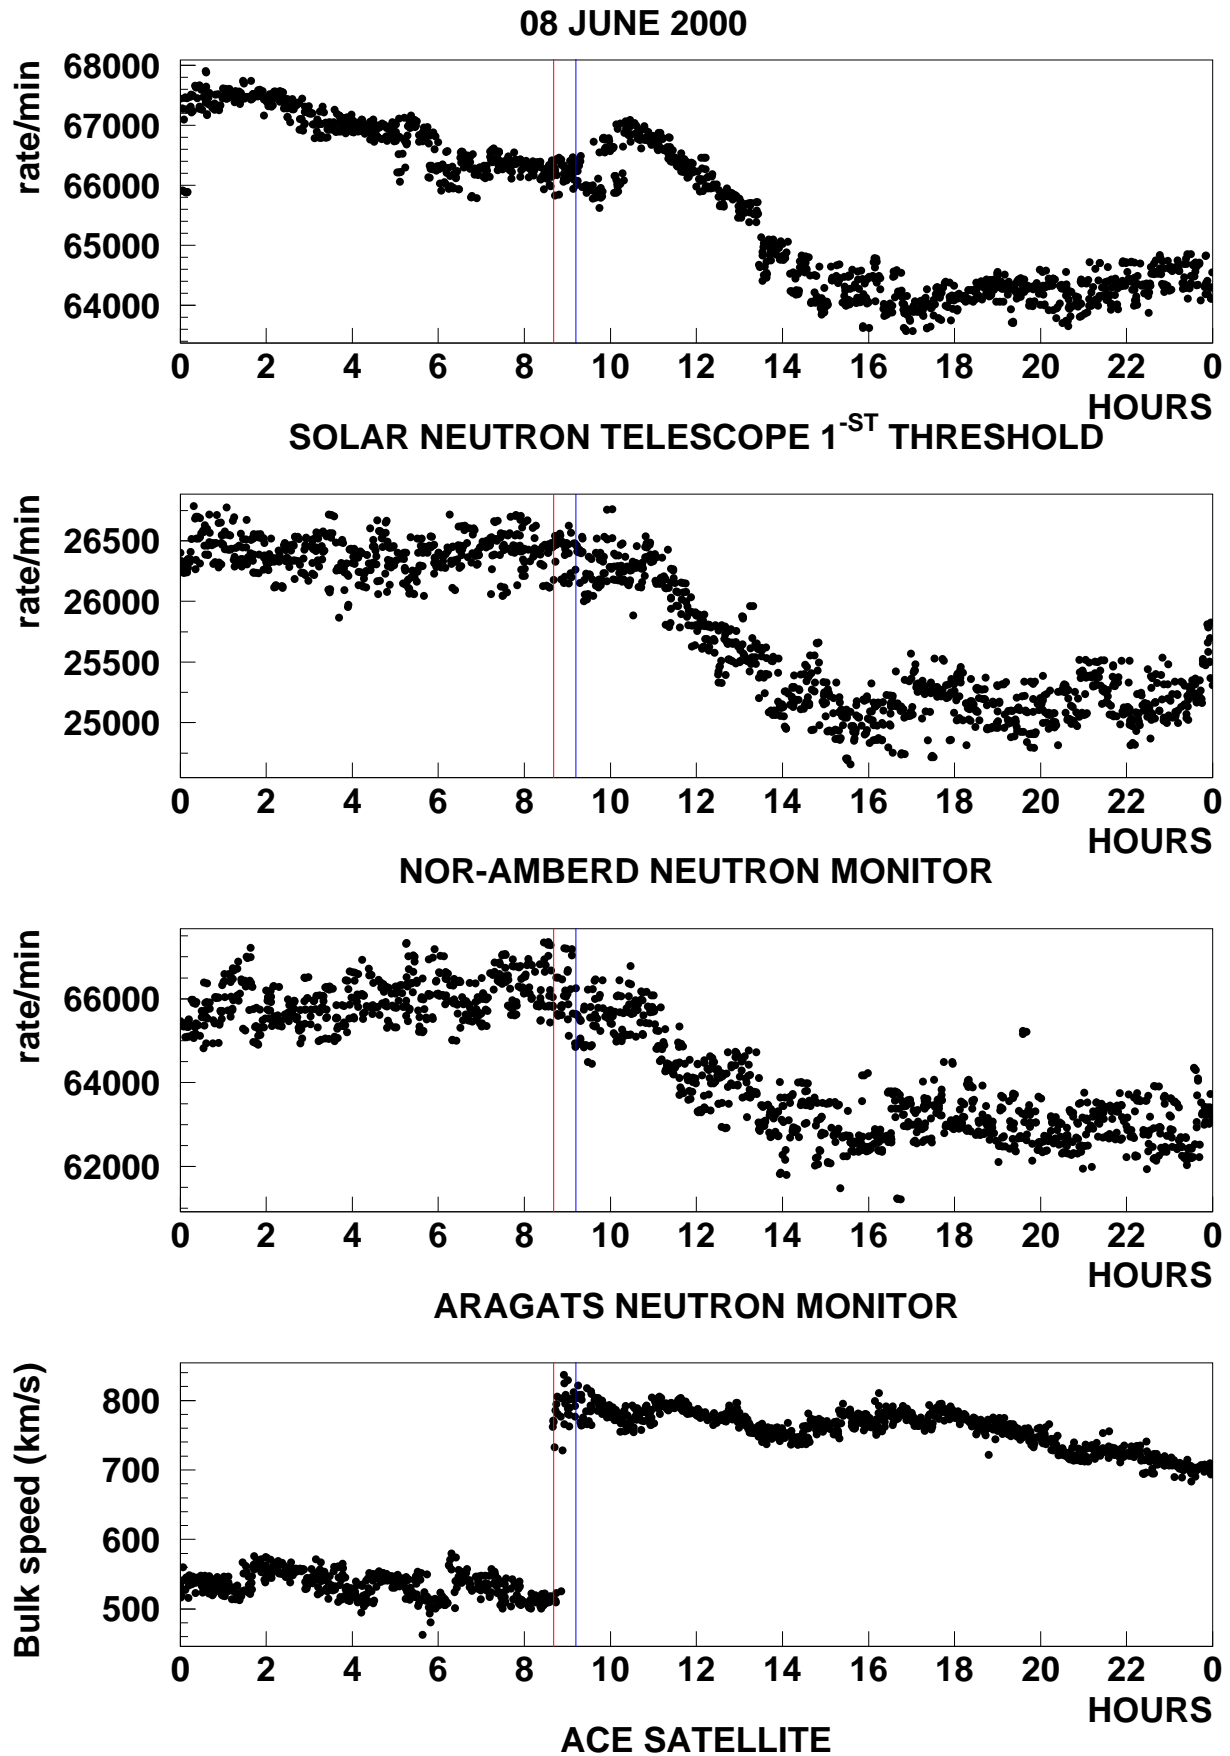 08 JUNE 2000
rate/min
68000
67000
66000
65000
64000
0 2 4 6 8 10 12 14 16 18 20 22 0
HOURS
SOLAR NEUTRON TELESCOPE 1-ST THRESHOLD
rate/min
26500
26000
25500
25000
0 2 4 6 8 10 12 14 16 18 20 22 0
HOURS
NOR-AMBERD NEUTRON MONITOR
rate/min
66000
64000
62000
0 2 4 6 8 10 12 14 16 18 20 22 0
HOURS
ARAGATS NEUTRON MONITOR
Bulk speed (km/s)
800
700
600
500
0 2 4 6 8 10 12 14 16 18 20 22 0
HOURS
ACE SATELLITE